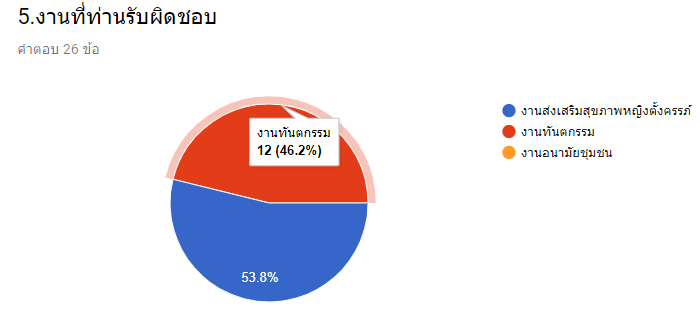 5.งานที่ท่านรับผิดชอบ
คำตอบ 26 ข้อ
งานทันตกรรม
12 (46.2%)
53.8%
งานส่งเสริมสุขภาพหญิงตั้งครรภ์
งานทันตกรรม
งานอนามัยชุมชน